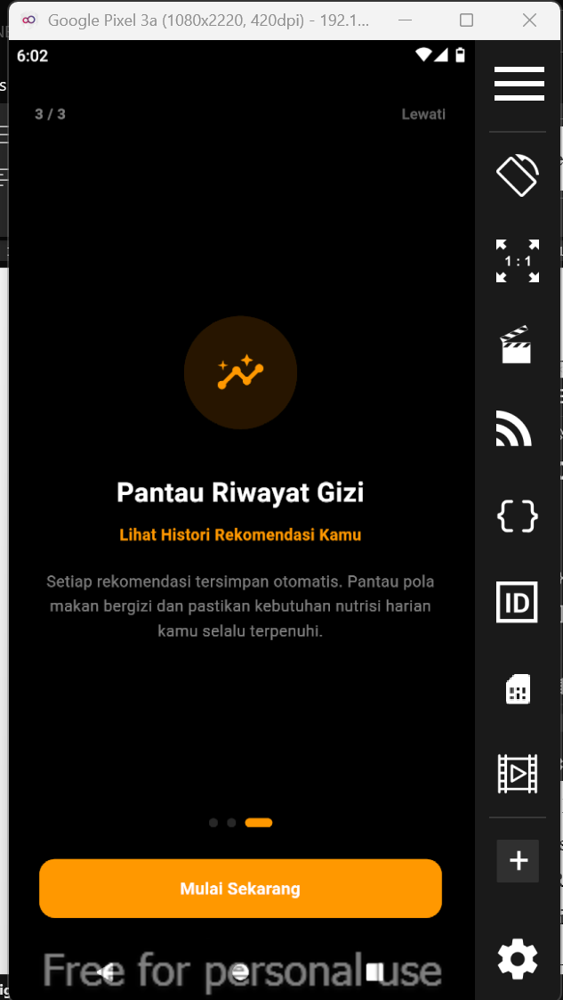 Google Pixel 3a (1080x2220, 420dpi) - 192.1...
6:02
3 / 3
Lewati
1 : 1
Pantau Riwayat Gizi
Lihat Histori Rekomendasi Kamu
Setiap rekomendasi tersimpan otomatis. Pantau pola
makan bergizi dan pastikan kebutuhan nutrisi harian
kamu selalu terpenuhi.
ID
Mulai Sekarang
Free for personal use